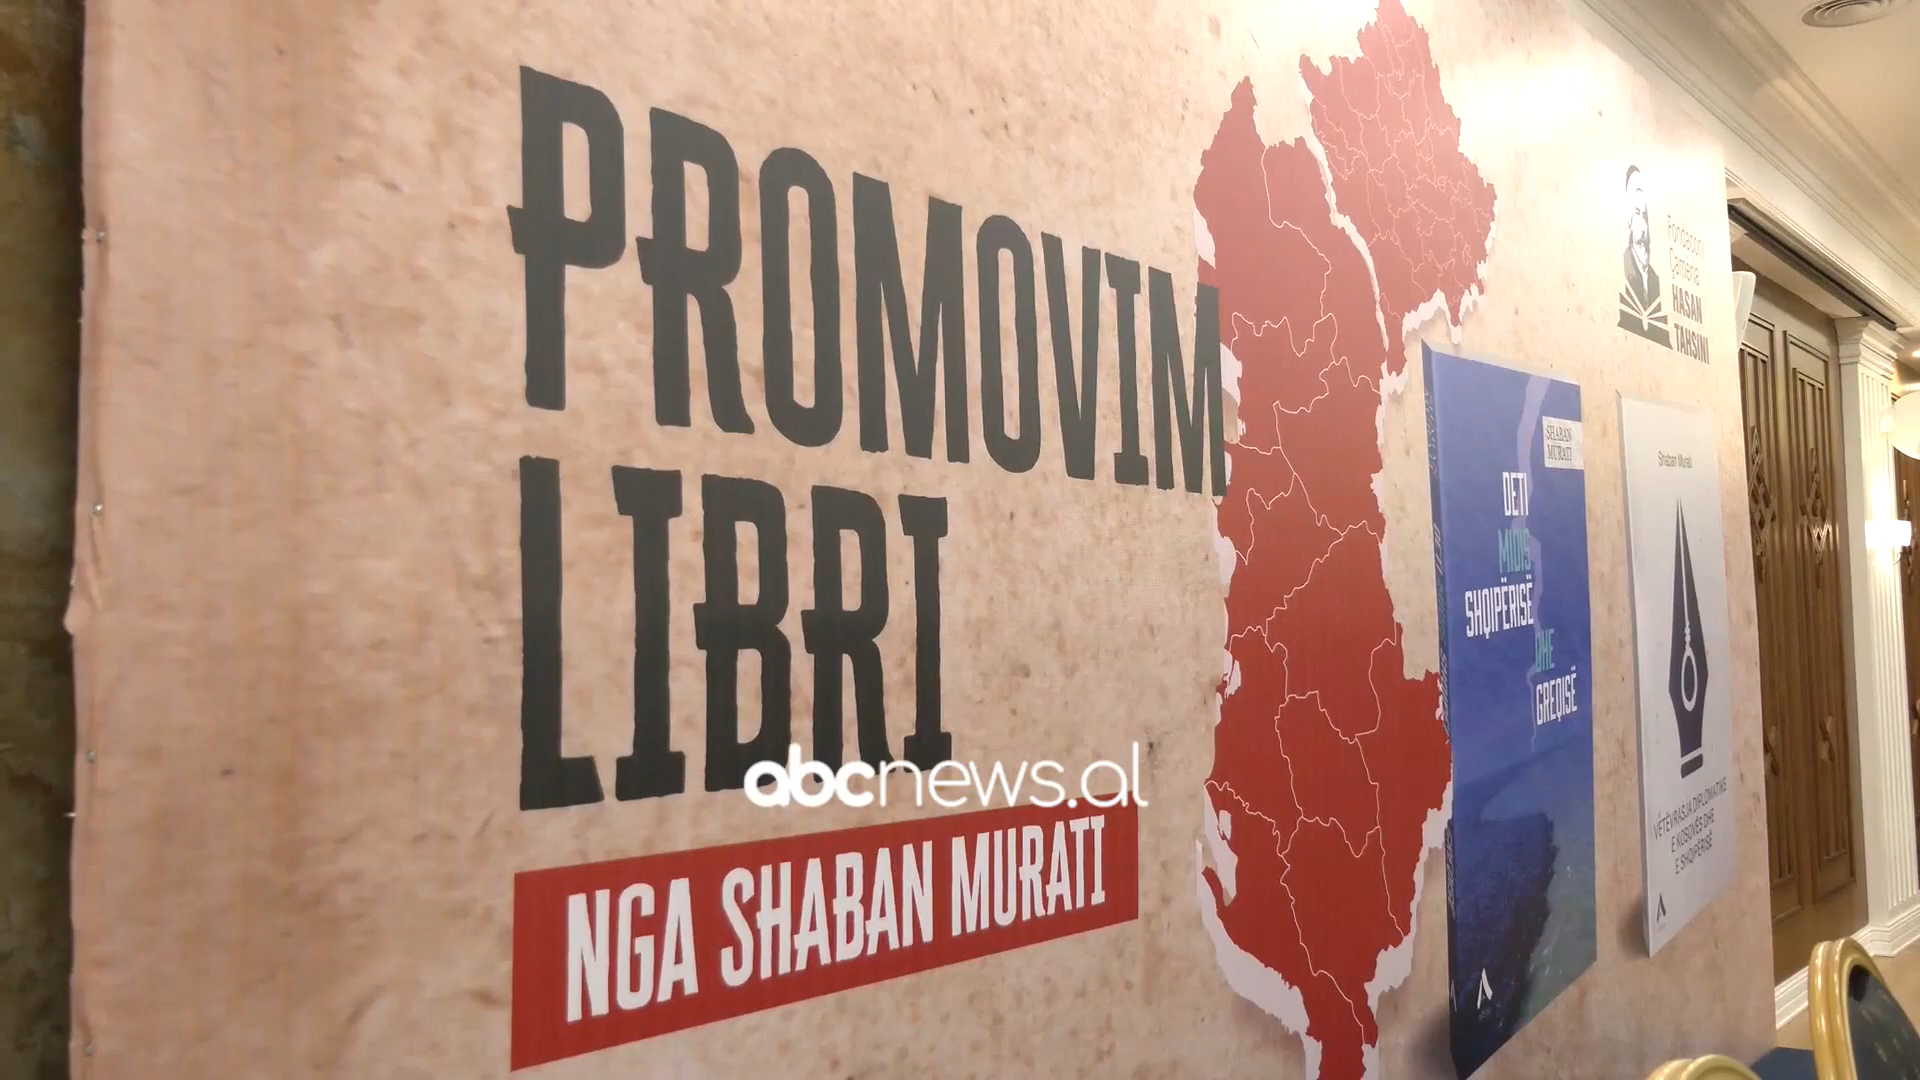 PROMOVIM
LIBRI
NGA SHABAN MURATI
abcnews.al
Fondacioni
Çamëria
HASAN
TAHSINI
SHABAN
MURATI
DETI
MIDIS
SHQIPËRISË
DHE
GREQISË
Shaban Murati
VETËVRASJA DIPLOMATIKE
E KOSOVËS DHE
E SHQIPËRISË